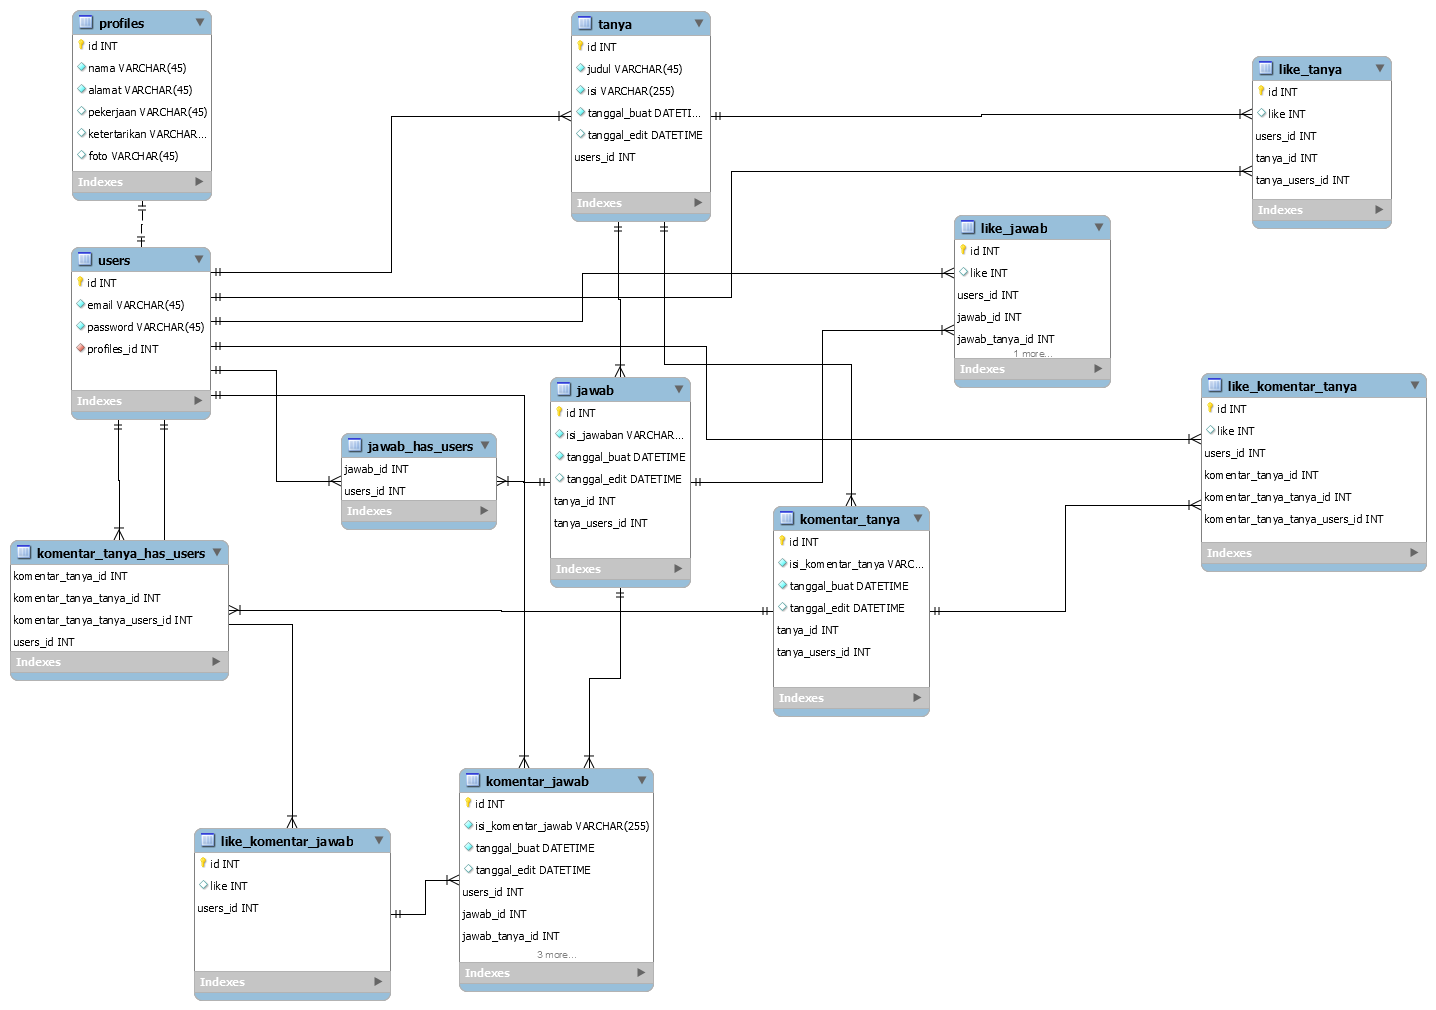 profiles
id INT
nama VARCHAR(45)
alamat VARCHAR(45)
pekerjaan VARCHAR(45)
ketertarikan VARCHAR...
foto VARCHAR(45)
Indexes
tanya
id INT
judul VARCHAR(45)
isi VARCHAR(255)
tanggal_buat DATETI...
tanggal_edit DATETIME
users_id INT
Indexes
like_tanya
id INT
like INT
users_id INT
tanya_id INT
tanya_users_id INT
Indexes
users
id INT
email VARCHAR(45)
password VARCHAR(45)
profiles_id INT
Indexes
like_jawab
id INT
like INT
users_id INT
jawab_id INT
jawab_tanya_id INT
1 more...
Indexes
jawab_has_users
jawab_id INT
users_id INT
Indexes
jawab
id INT
isi_jawaban VARCHAR...
tanggal_buat DATETIME
tanggal_edit DATETIME
tanya_id INT
tanya_users_id INT
Indexes
like_komentar_tanya
id INT
like INT
users_id INT
komentar_tanya_id INT
komentar_tanya_tanya_id INT
komentar_tanya_tanya_users_id INT
Indexes
komentar_tanya_has_users
komentar_tanya_id INT
komentar_tanya_tanya_id INT
komentar_tanya_tanya_users_id INT
users_id INT
Indexes
komentar_tanya
id INT
isi_komentar_tanya VARC...
tanggal_buat DATETIME
tanggal_edit DATETIME
tanya_id INT
tanya_users_id INT
Indexes
like_komentar_jawab
id INT
like INT
users_id INT
Indexes
komentar_jawab
id INT
isi_komentar_jawab VARCHAR(255)
tanggal_buat DATETIME
tanggal_edit DATETIME
users_id INT
jawab_id INT
jawab_tanya_id INT
3 more...
Indexes